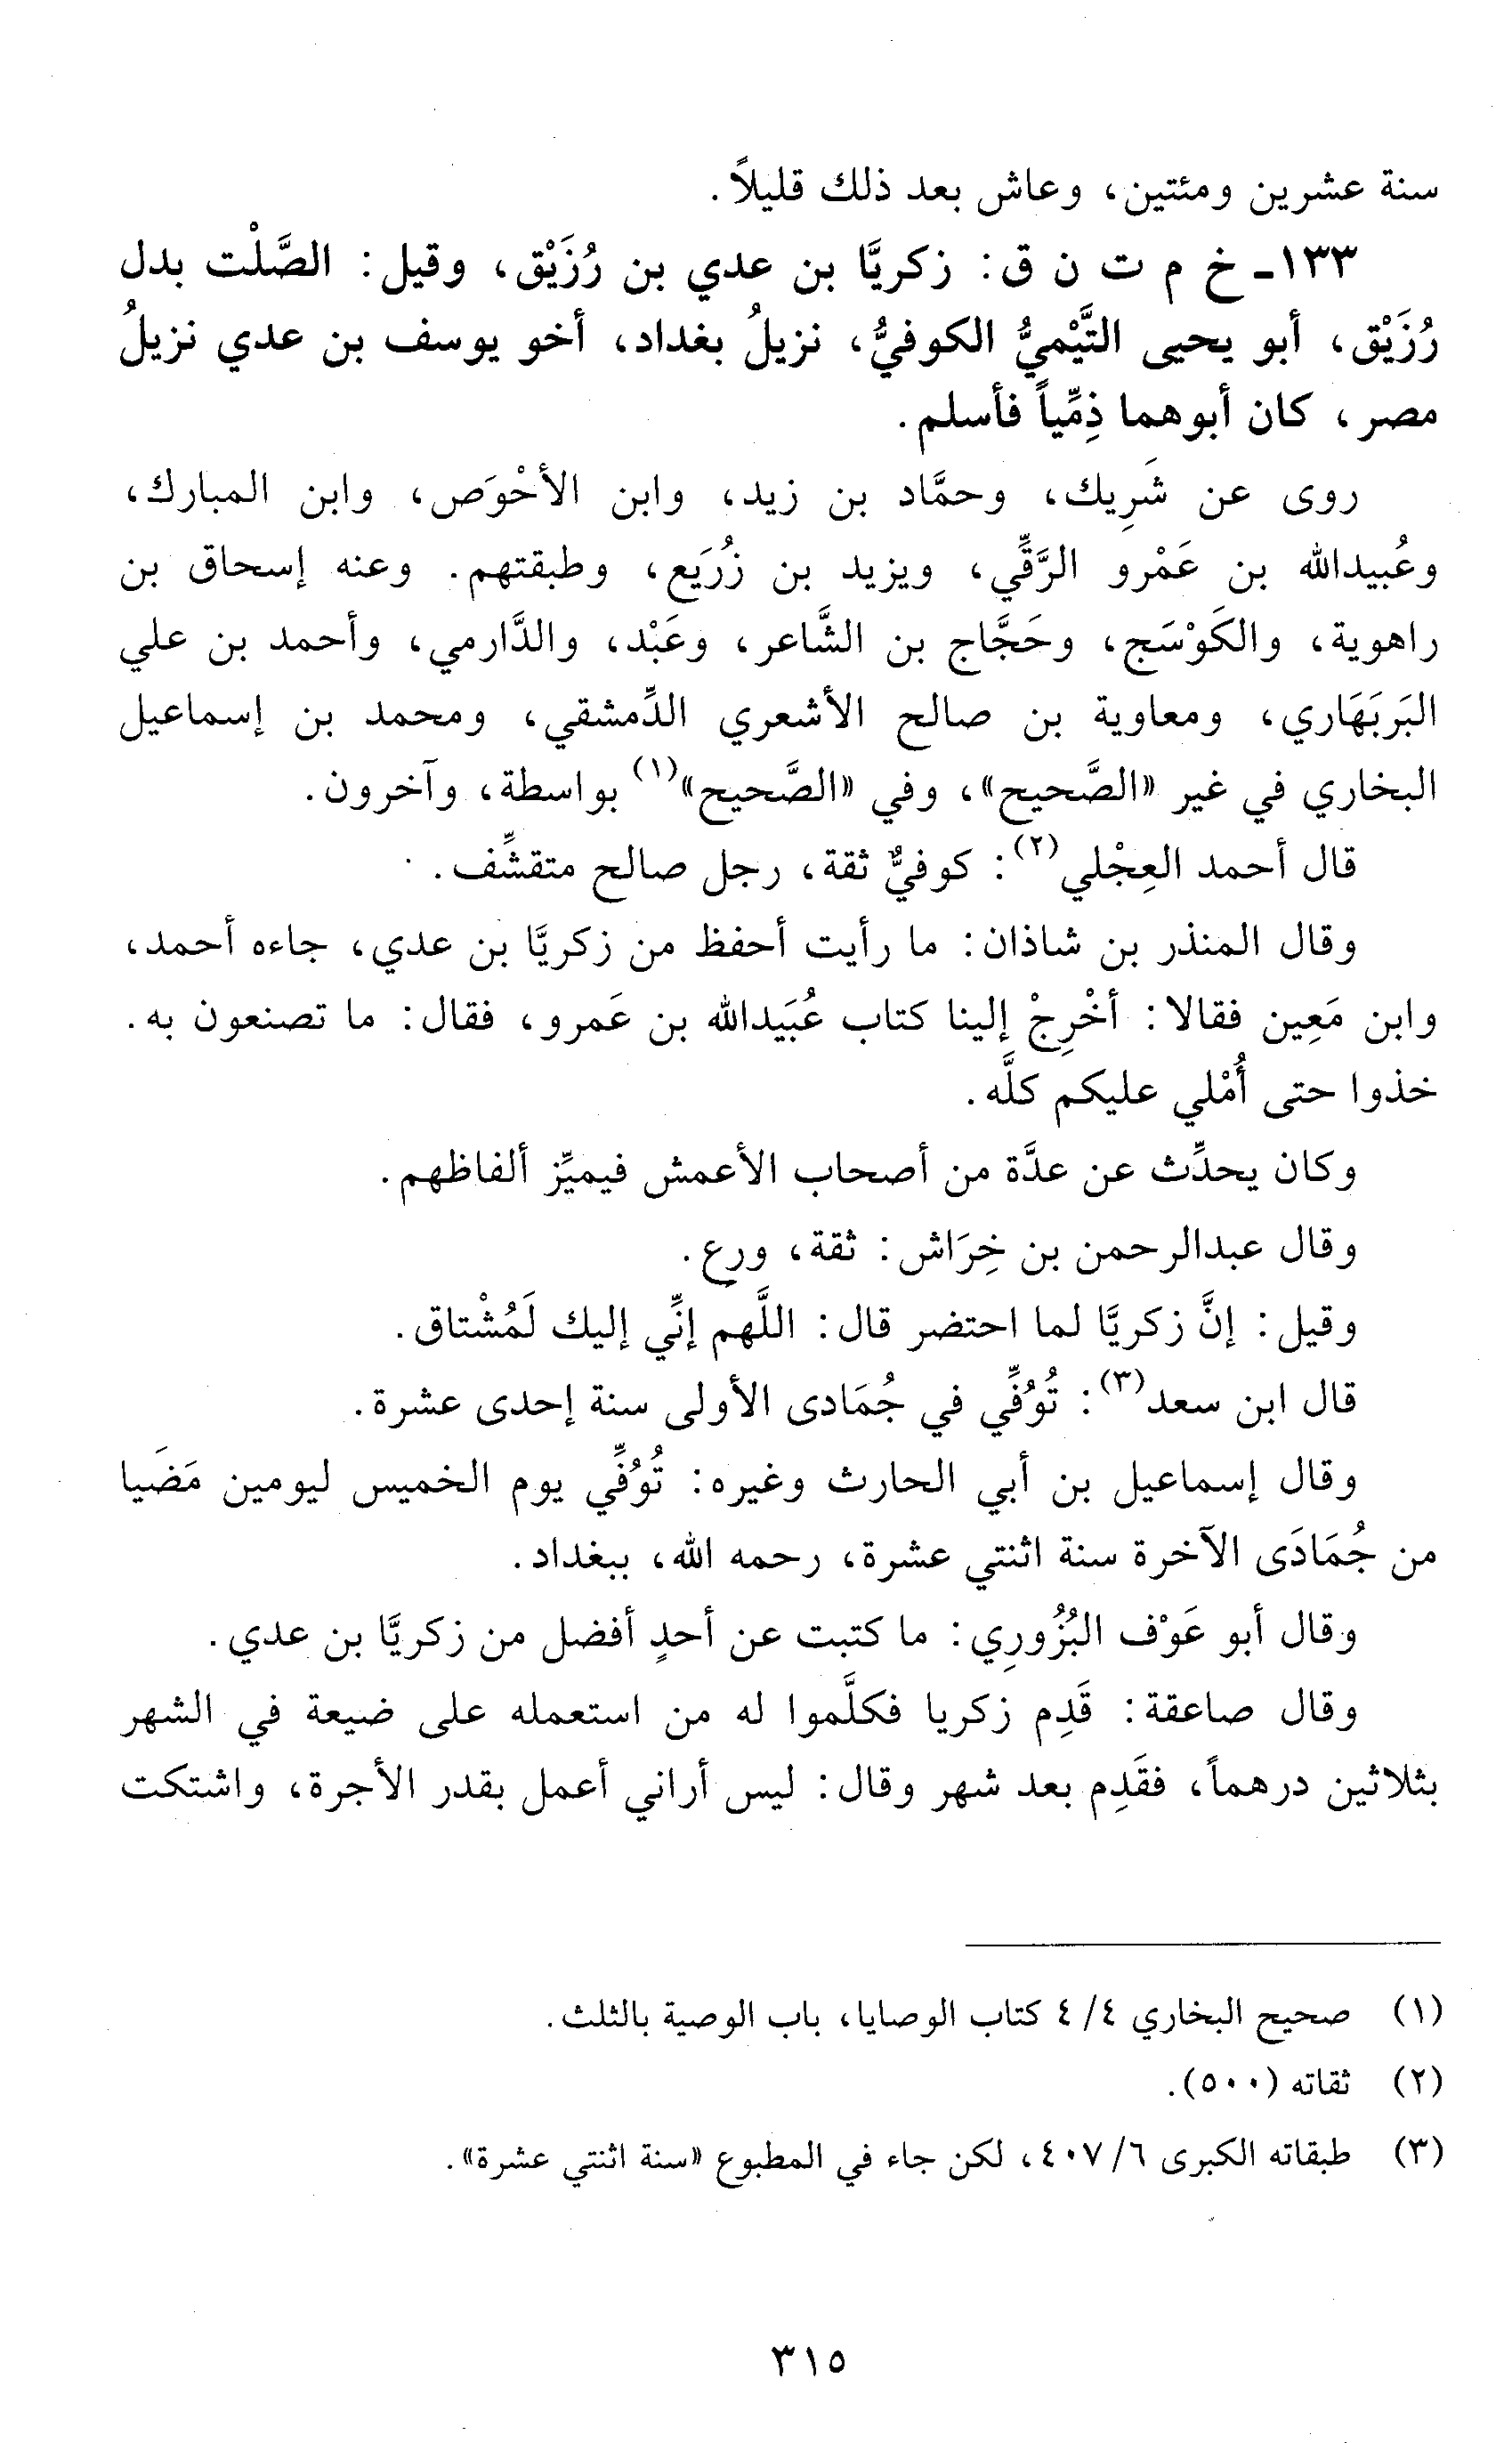 سنة عشرين ومئتين، وعاش بعد ذلك قليلاً.
١٣٣ـ خ م ت ن ق: زكريَّا بن عدي بن رُزَيْق، وقيل: الصَّلْت بدل
رُزَيْق، أبو يحيى التَّيْميُّ الكوفيُّ، نزيلُ بغداد، أخو يوسف بن عدي نزيلُ
مصر، كان أبوهما ذِمِّياً فأسلم.
روى عن شَرِيك، وحمَّاد بن زيد، وابن الأحْوَص، وابن المبارك،
وعُبيدالله بن عَمْرو الرَّقِّي، ويزيد بن زُرَيع، وطبقتهم. وعنه إسحاق بن
راهوية، والكَوْسَج، وحَجَّاج بن الشَّاعر، وعَبْد، والدَّارمي، وأحمد بن علي
البَربَهَاري، ومعاوية بن صالح الأشعري الدِّمشقي، ومحمد بن إسماعيل
البخاري في غير «الصَّحيح»، وفي «الصَّحيح»(١) بواسطة، وآخرون.
قال أحمد العِجْلي(٢): كوفيٌّ ثقة، رجل صالح متقشِّف.
وقال المنذر بن شاذان: ما رأيت أحفظ من زكريَّا بن عدي، جاءه أحمد،
وابن مَعِين فقالا: أخْرِجْ إلينا كتاب عُبَيدالله بن عَمرو، فقال: ما تصنعون به.
خذوا حتى أُمْلي عليكم كلَّه.
وكان يحدِّث عن عدَّة من أصحاب الأعمش فيميِّز ألفاظهم.
وقال عبدالرحمن بن خِرَاش: ثقة، ورع.
وقيل: إنَّ زكريَّا لما احتضر قال: اللَّهم إنِّي إليك لَمُشْتاق.
قال ابن سعد(٣): تُوُفِّي في جُمَادى الأولى سنة إحدى عشرة.
وقال إسماعيل بن أبي الحارث وغيره: تُوُفِّي يوم الخميس ليومين مَضَيا
من جُمَادَى الآخرة سنة اثنتي عشرة، رحمه الله، ببغداد.
وقال أبو عَوْف البُزُورِي: ما كتبت عن أحدٍ أفضل من زكريَّا بن عدي.
وقال صاعقة: قَدِم زكريا فكلَّموا له من استعمله على ضيعة في الشهر
بثلاثين درهماً، فقَدِم بعد شهر وقال: ليس أراني أعمل بقدر الأجرة، واشتكت
(١) صحيح البخاري ٤/ ٤ كتاب الوصايا، باب الوصية بالثلث.
(٢) ثقاته (٥٠٠).
(٣) طبقاته الكبرى ٦/ ٤٠٧، لكن جاء في المطبوع «سنة اثنتي عشرة».
٣١٥